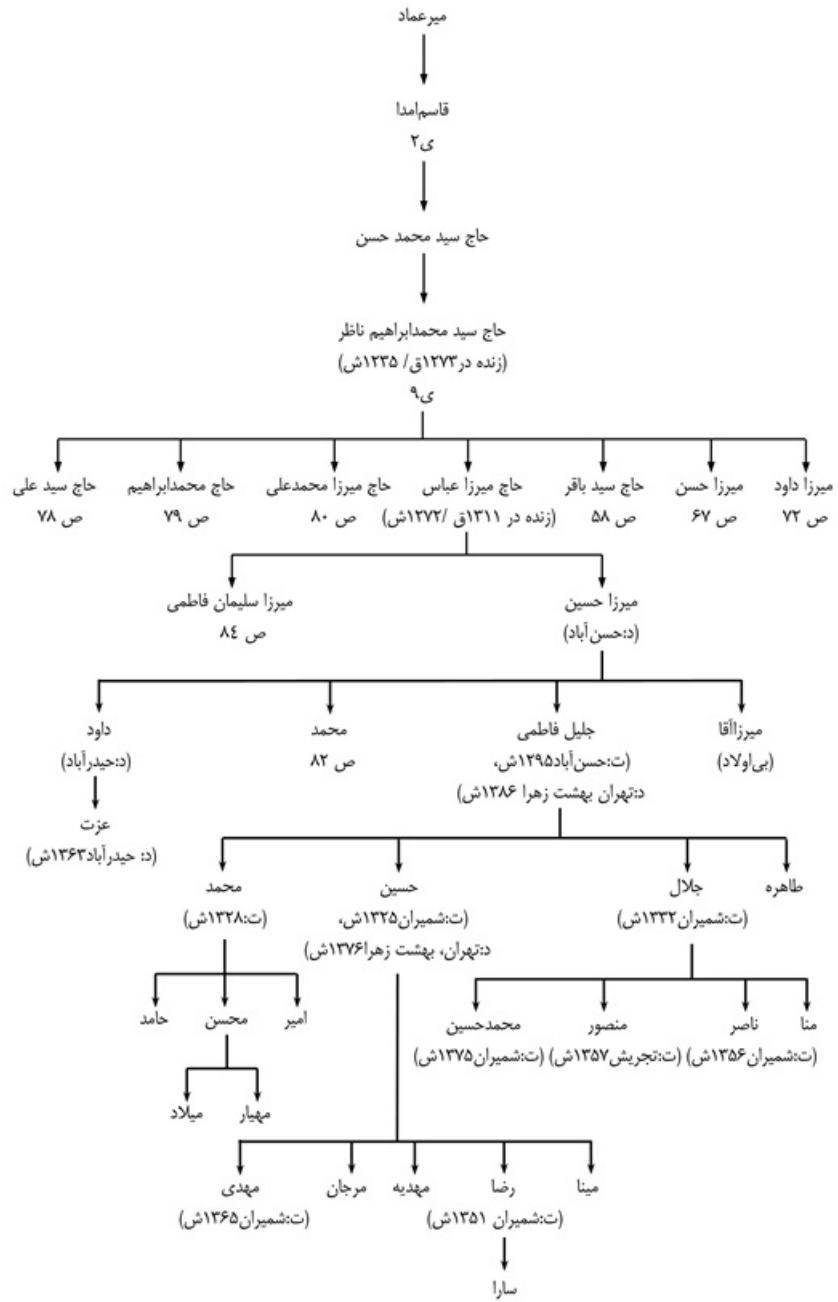 میرعماد
قاسم‌امدا
ی۲
حاج سید محمد حسن
حاج سید محمدابراهیم ناظر
(زنده در۱۲۷۳ق/ ۱۲۳۵ش)
ی۹
میرزا داود
ص ۷۲
میرزا حسن
ص ۶۷
حاج سید باقر
ص ۵۸
حاج میرزا عباس
(زنده در ۱۳۱۱ق /۱۲۷۲ش)
حاج میرزا محمدعلی
ص ۸۰
حاج محمدابراهیم
ص ۷۹
حاج سید علی
ص ۷۸
میرزا حسین
(د:حسن‌آباد)
میرزا سلیمان فاطمی
ص ۸٤
میرزاآقا
(بی‌اولاد)
جلیل فاطمی
(ت:حسن‌آباد۱۲۹۵ش،
د:تهران بهشت زهرا ۱۳۸۶ش)
محمد
ص ۸۲
داود
(د:حیدرآباد)
عزت
(د: حیدرآباد۱۳۶۳ش)
طاهره
جلال
(ت:شمیران۱۳۳۲ش)
حسین
(ت:شمیران۱۳۲۵ش،
د:تهران، بهشت زهرا۱۳۷۶ش)
محمد
(ت:۱۳۲۸ش)
منا
ناصر
(ت:شمیران۱۳۵۶ش)
منصور
(ت:تجریش۱۳۵۷ش)
محمدحسین
(ت:شمیران۱۳۷۵ش)
امیر
محسن
حامد
مهیار
میلاد
مینا
رضا
(ت:شمیران ۱۳۵۱ش)
مهدیه
مرجان
مهدی
(ت:شمیران۱۳۶۵ش)
سارا